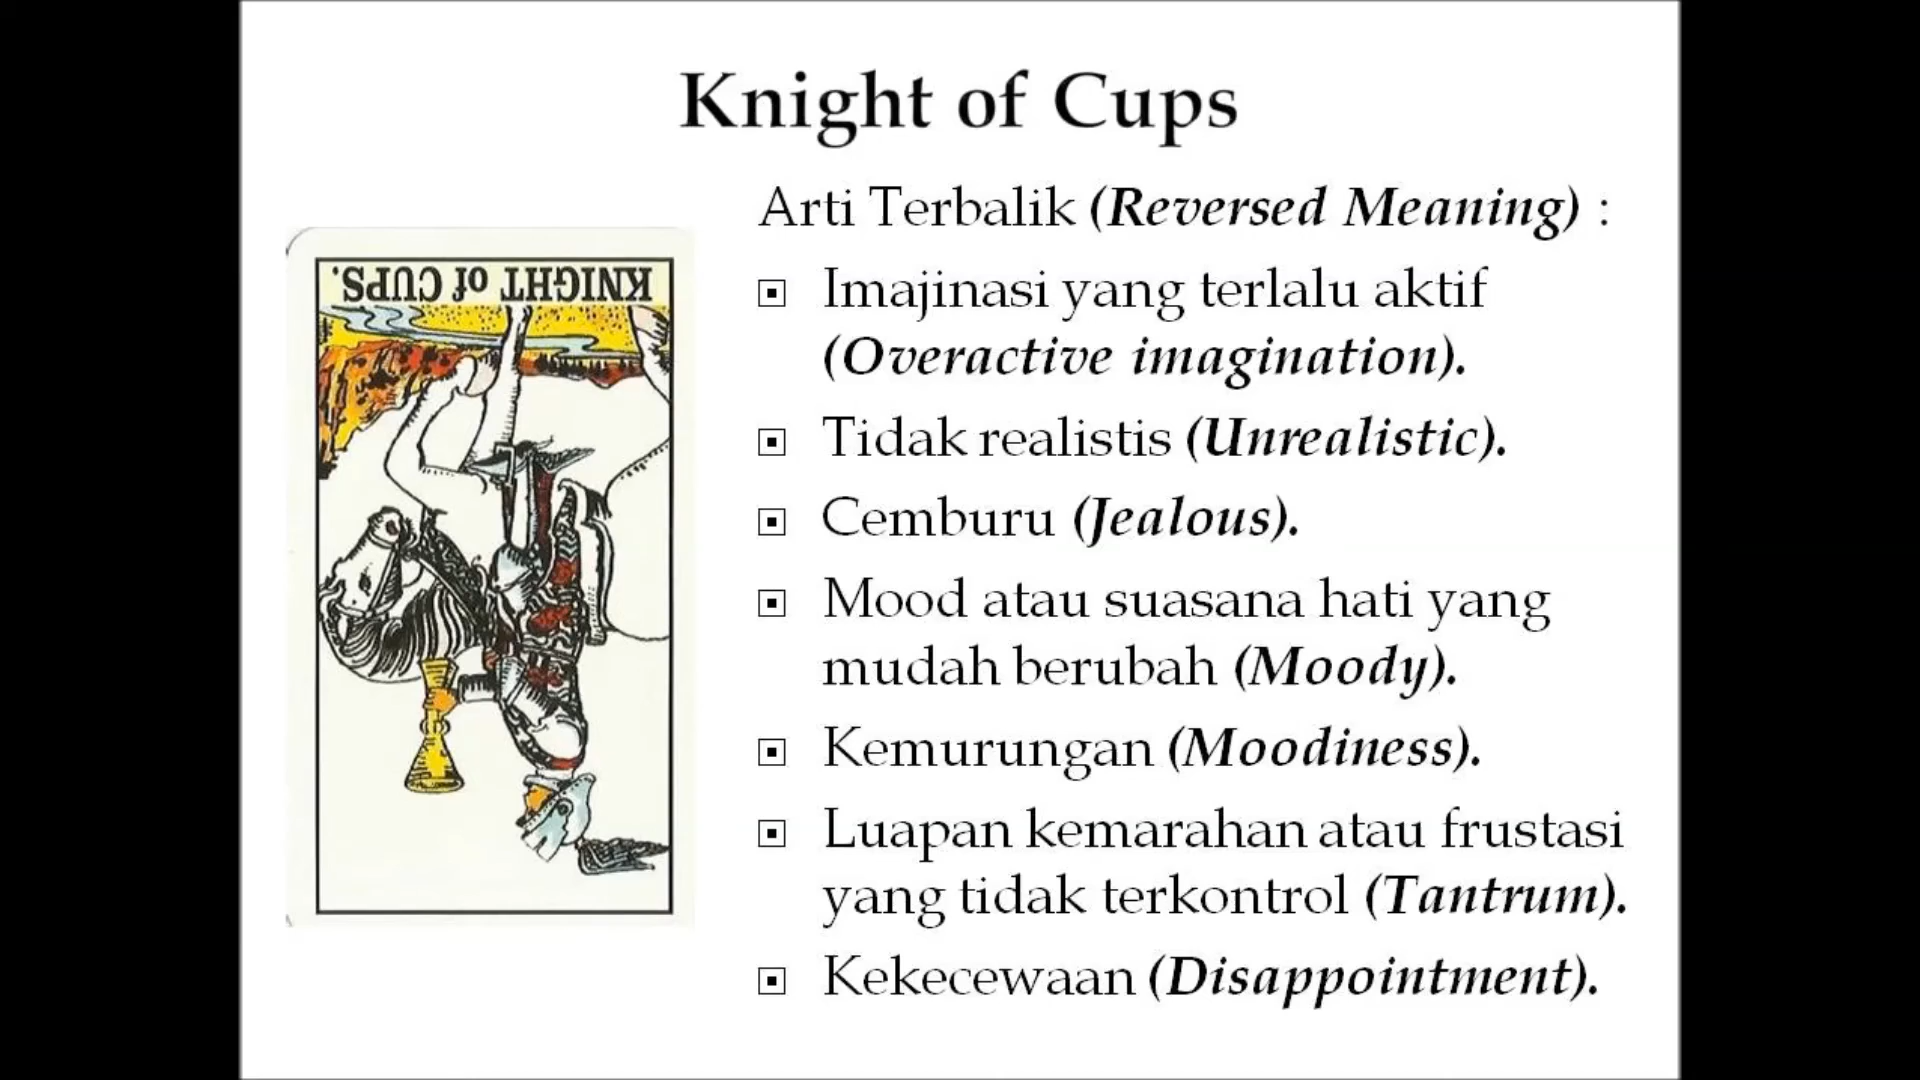 Knight of Cups
KNIGHT of CUPS.
Arti Terbalik (Reversed Meaning) :
Imajinasi yang terlalu aktif
(Overactive imagination).
Tidak realistis (Unrealistic).
Cemburu (Jealous).
Mood atau suasana hati yang
mudah berubah (Moody).
Kemurungan (Moodiness).
Luapan kemarahan atau frustasi
yang tidak terkontrol (Tantrum).
Kekecewaan (Disappointment).